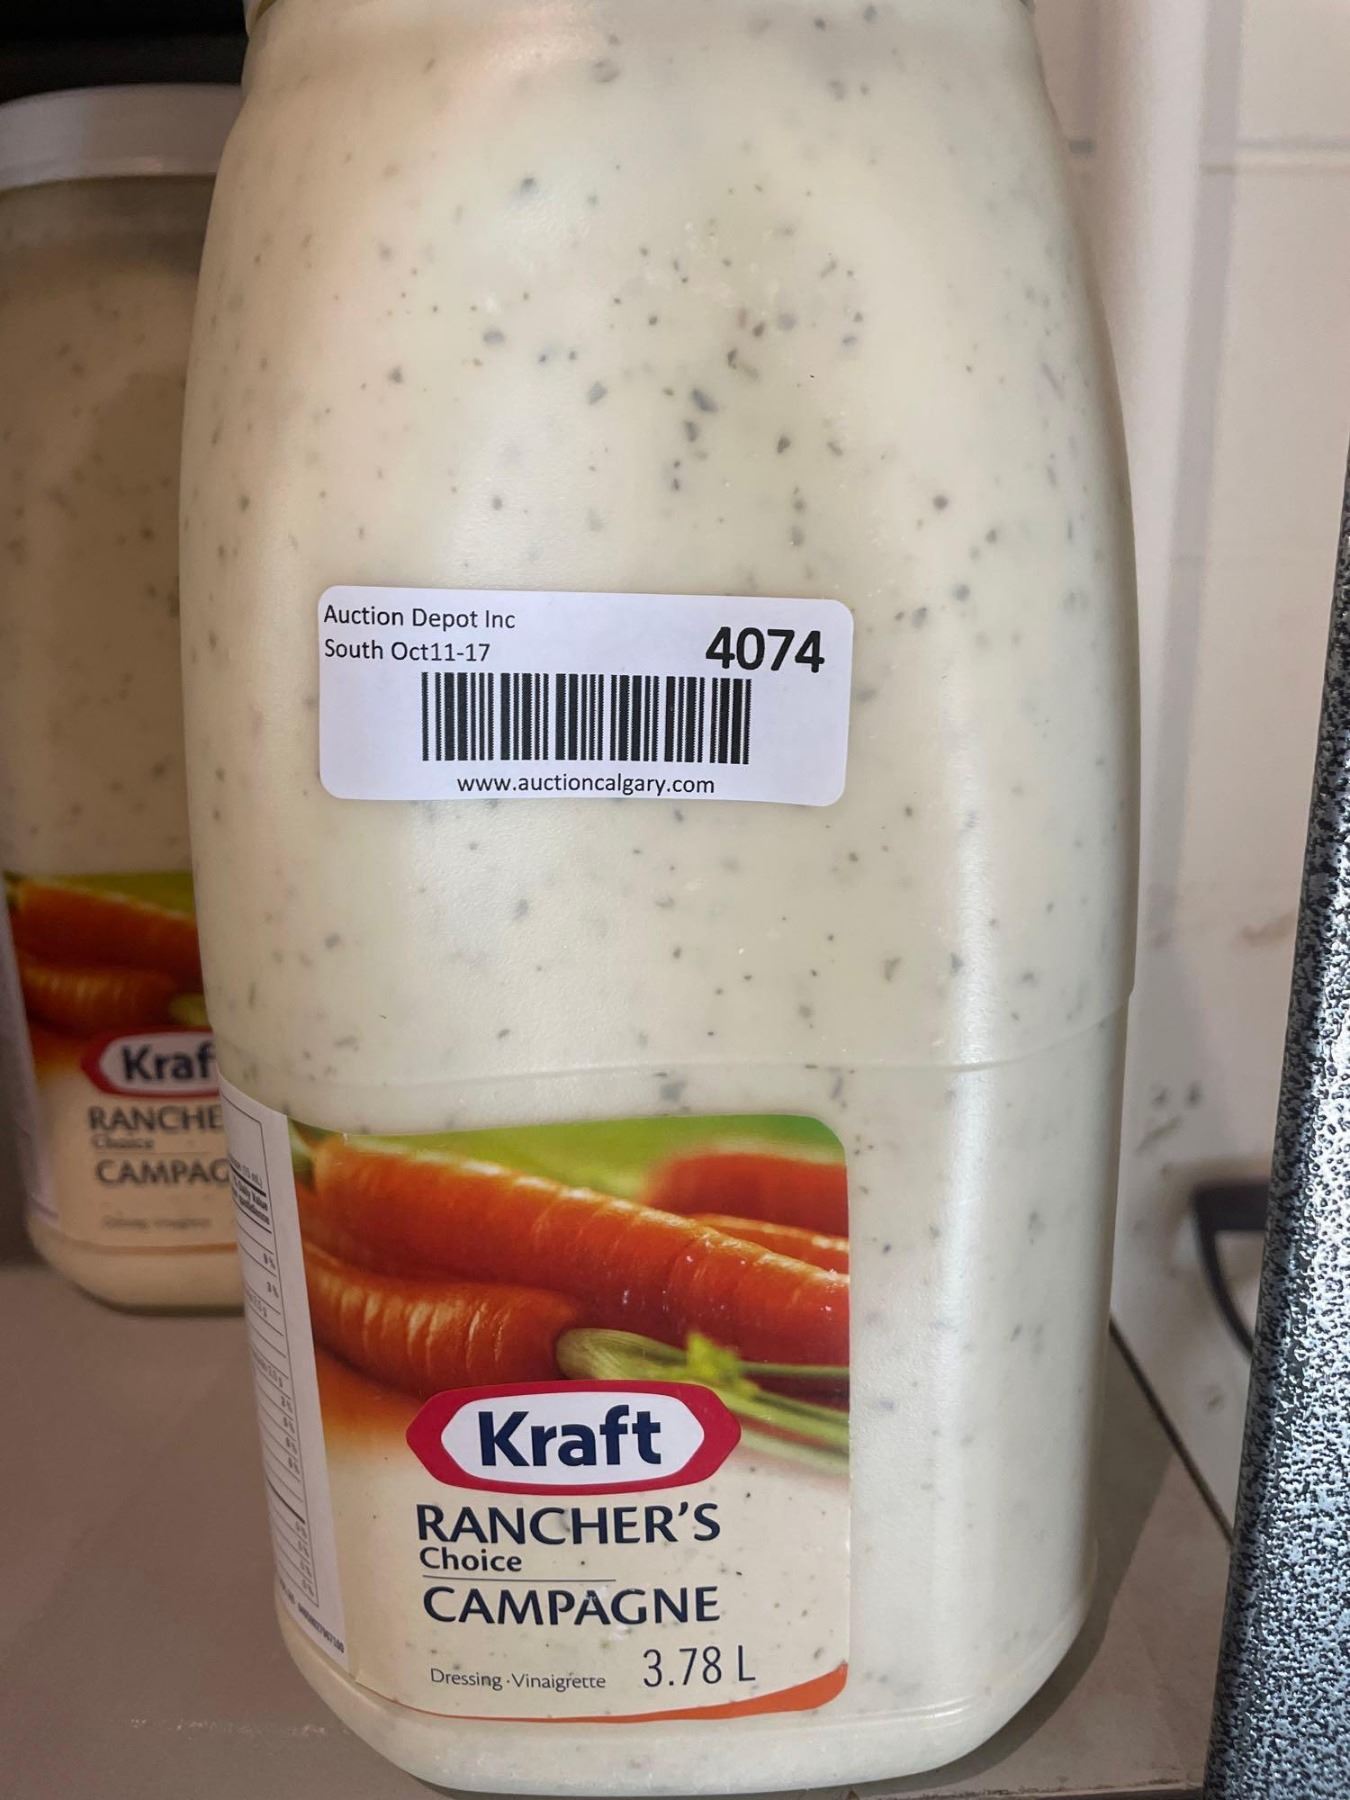 Auction Depot Inc
South Oct11-17
4074
www.auctioncalgary.com
Kraf
RANCHE
Choice
CAMPAG
Kraft
RANCHER'S
Choice
CAMPAGNE
Dressing · Vinaigrette
3.78 L